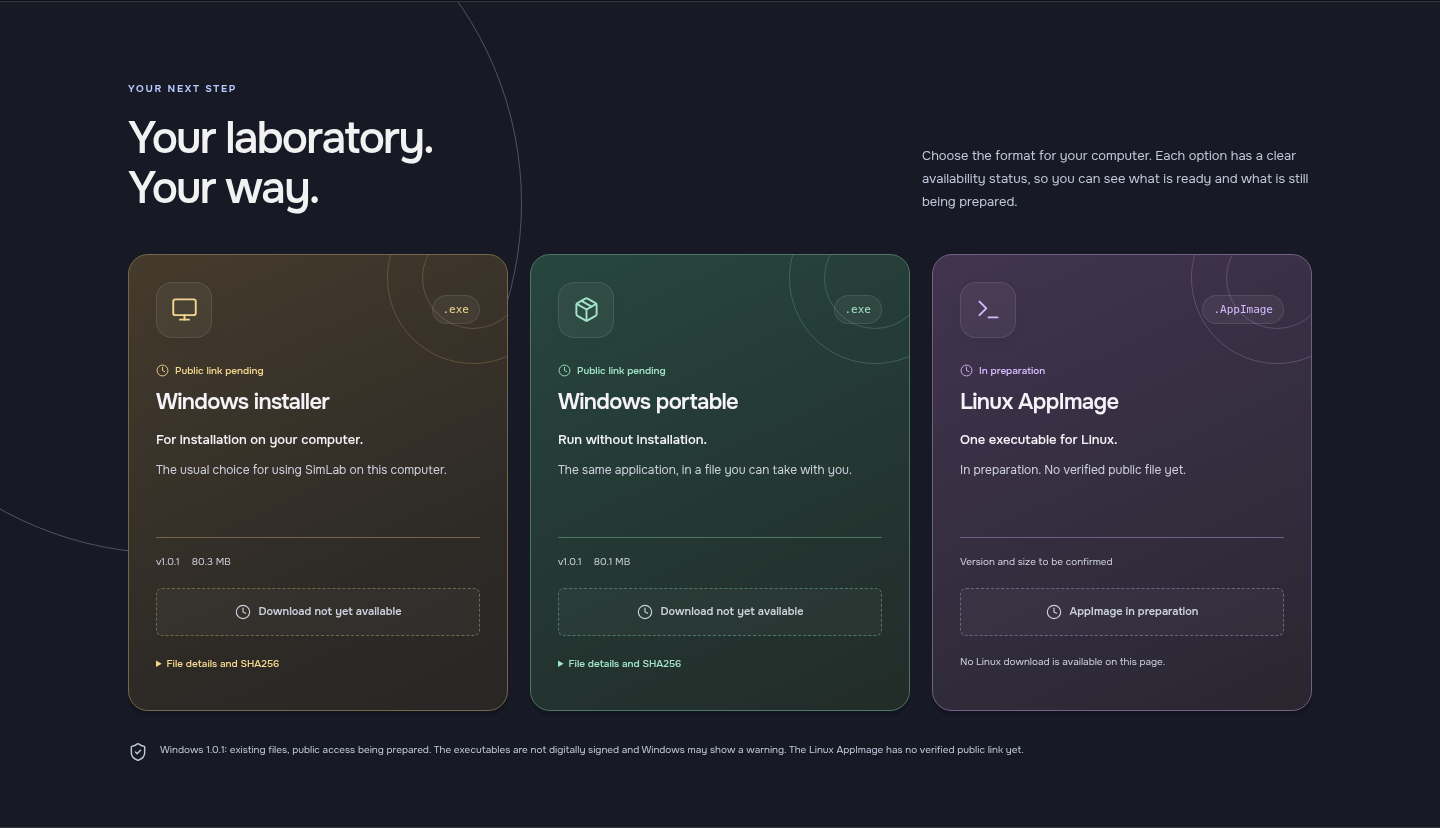 YOUR NEXT STEP
Your laboratory.
Your way.
Choose the format for your computer. Each option has a clear
availability status, so you can see what is ready and what is still
being prepared.
.exe
Public link pending
Windows installer
For installation on your computer.
The usual choice for using SimLab on this computer.
v1.0.1 80.3 MB
Download not yet available
File details and SHA256
.exe
Public link pending
Windows portable
Run without installation.
The same application, in a file you can take with you.
v1.0.1 80.1 MB
Download not yet available
File details and SHA256
.AppImage
In preparation
Linux AppImage
One executable for Linux.
In preparation. No verified public file yet.
Version and size to be confirmed
AppImage in preparation
No Linux download is available on this page.
Windows 1.0.1: existing files, public access being prepared. The executables are not digitally signed and Windows may show a warning. The Linux AppImage has no verified public link yet.